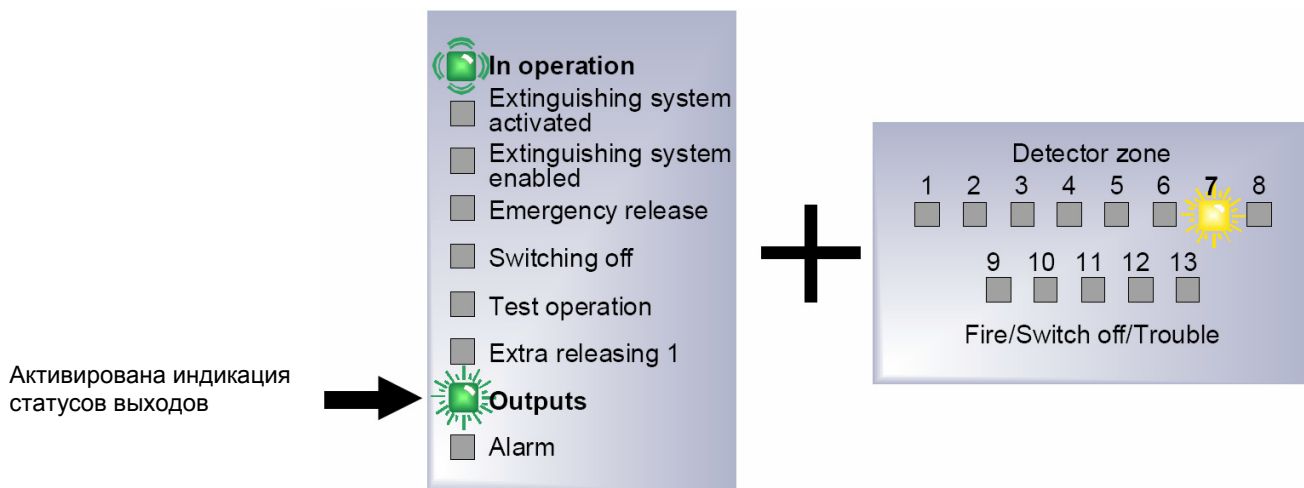 In operation
Extinguishing system
activated
Extinguishing system
enabled
Emergency release
Switching off
Test operation
Extra releasing 1
Outputs
Alarm
Активирована индикация
статусов выходов
Detector zone
1 2 3 4 5 6 7 8
9 10 11 12 13
Fire/Switch off/Trouble